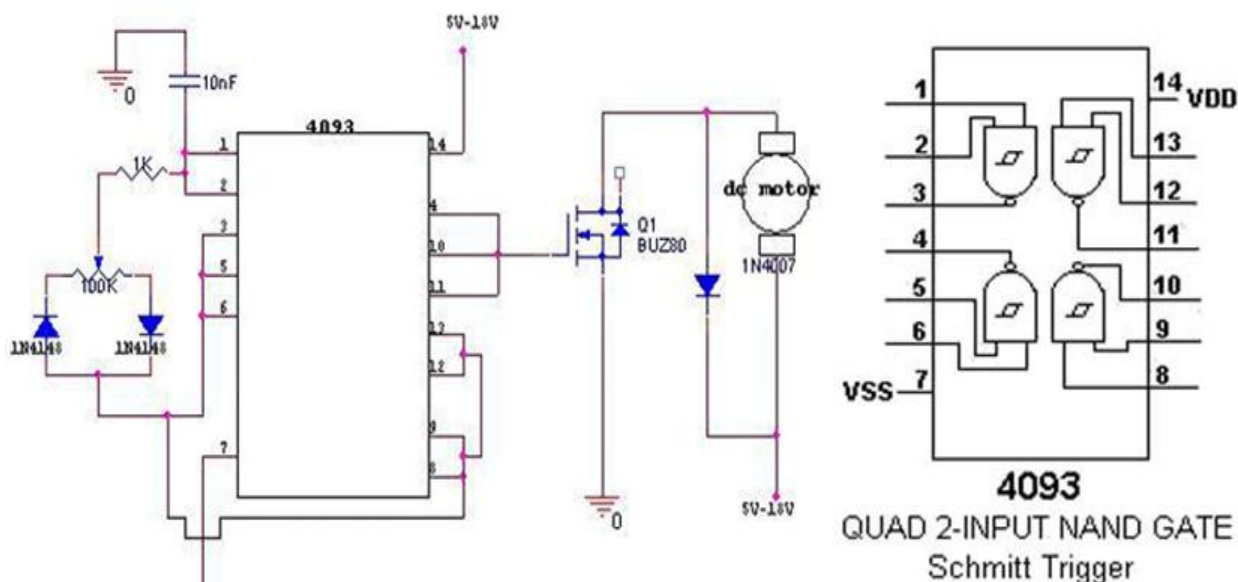 5V-18V
10nF
0
4093
1
14
1K
2
3
4
dc motor
Q1
BUZ80
10
5
1N4007
100K
11
6
13
1N4148
1N4148
12
9
7
8
0
5V-18V
1
14
VDD
2
13
3
12
4
11
5
10
6
9
VSS
7
8
4093
QUAD 2-INPUT NAND GATE
Schmitt Trigger